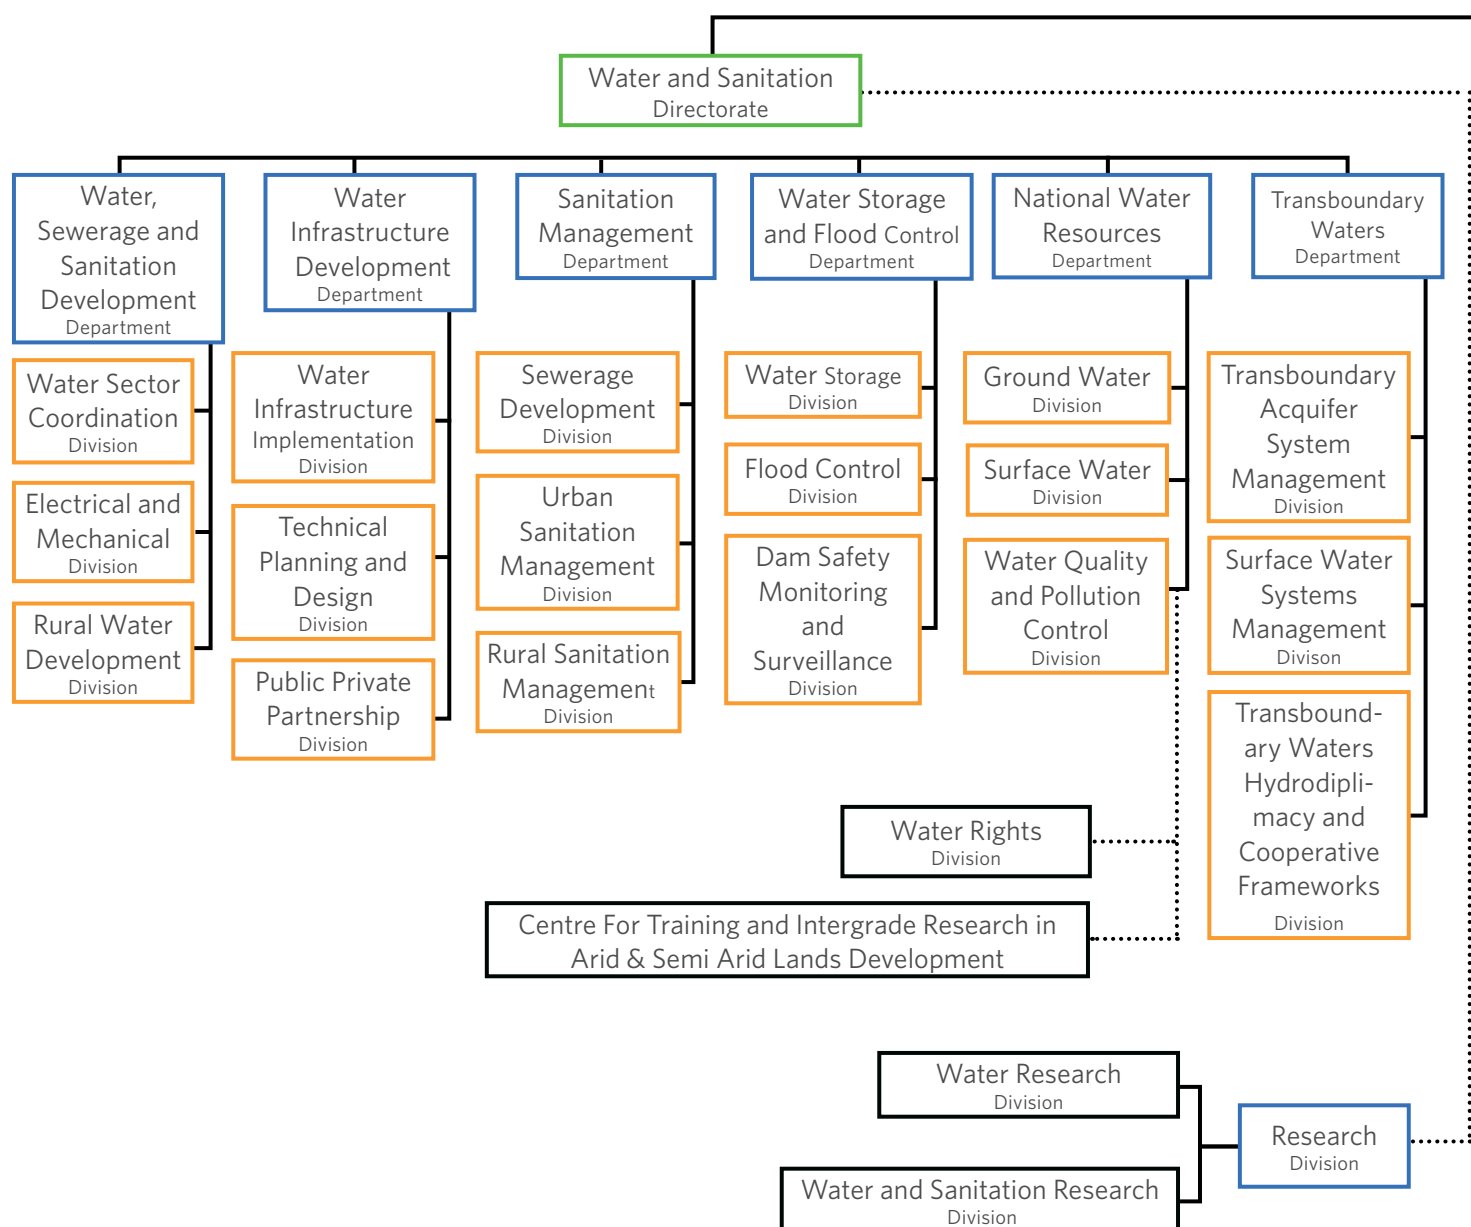 Water and Sanitation
Directorate
Water,
Sewerage and
Sanitation
Development
Department
Water Sector
Coordination
Division
Electrical and
Mechanical
Division
Rural Water
Development
Division
Water
Infrastructure
Development
Department
Water
Infrastructure
Implementation
Division
Technical
Planning and
Design
Division
Public Private
Partnership
Division
Sanitation
Management
Department
Sewerage
Development
Division
Urban
Sanitation
Management
Division
Rural Sanitation
Management
Division
Water Storage
and Flood Control
Department
Water Storage
Division
Flood Control
Division
Dam Safety
Monitoring
and
Surveillance
Division
National Water
Resources
Department
Ground Water
Division
Surface Water
Division
Water Quality
and Pollution
Control
Division
Transboundary
Waters
Department
Transboundary
Acquifer
System
Management
Division
Surface Water
Systems
Management
Divison
Transbound-
ary Waters
Hydrodipli-
macy and
Cooperative
Frameworks
Division
Water Rights
Division
Centre For Training and Intergrade Research in
Arid & Semi Arid Lands Development
Water Research
Division
Research
Division
Water and Sanitation Research
Division